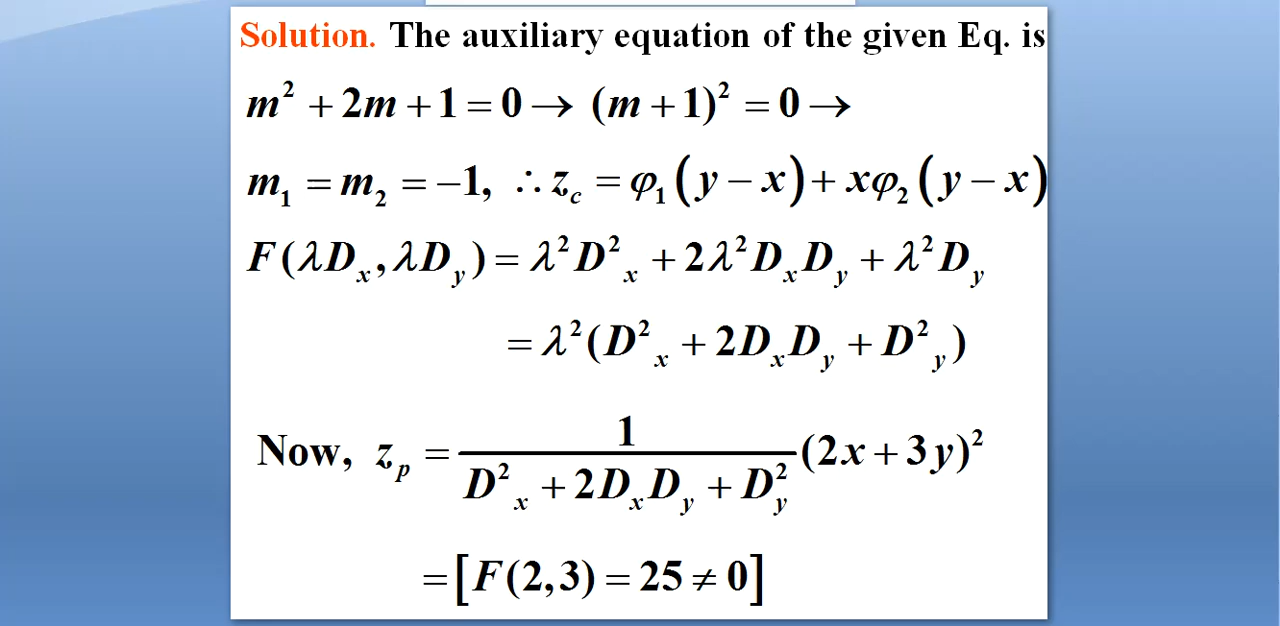 Solution. The auxiliary equation of the given Eq. is
m² + 2m + 1 = 0 → (m + 1)² = 0 →
m₁ = m₂ = −1, ∴ z_c = φ₁(y − x) + xφ₂(y − x)
F(λD_x, λD_y) = λ²D²_x + 2λ²D_xD_y + λ²D_y
= λ²(D²_x + 2D_xD_y + D²_y)
Now, z_p = 1 / (D²_x + 2D_xD_y + D²_y) (2x + 3y)²
= [F(2,3) = 25 ≠ 0]